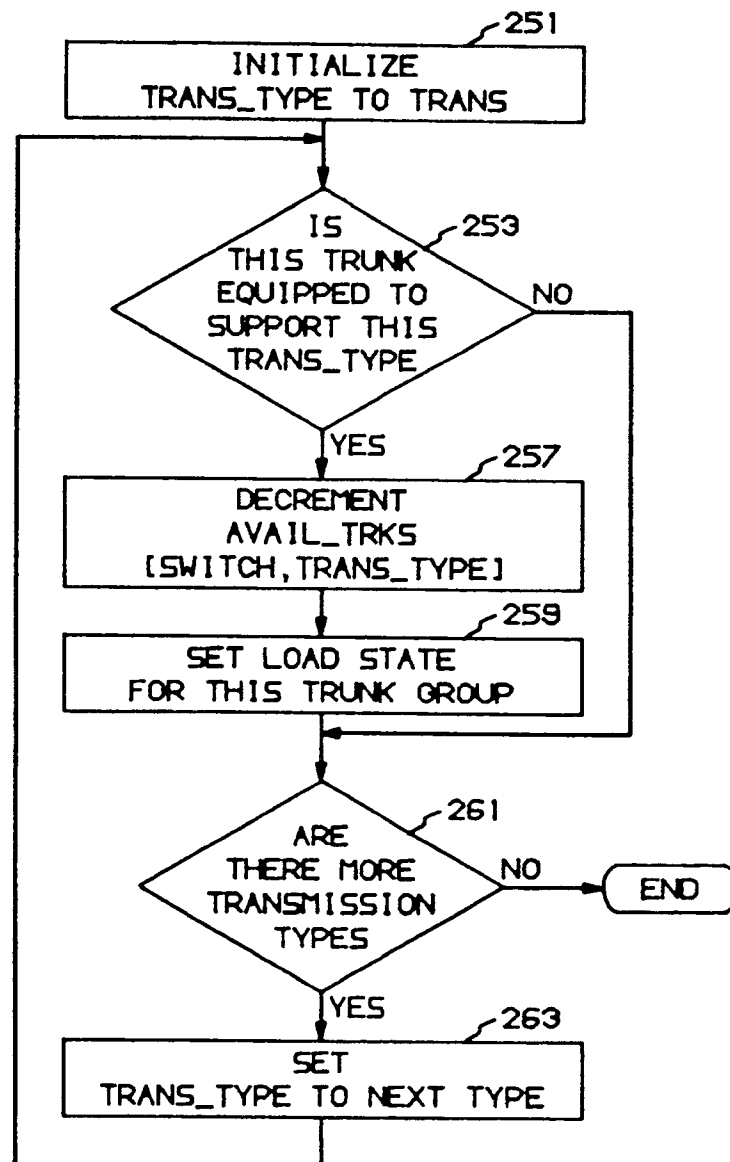 251
INITIALIZE
TRANS_TYPE TO TRANS
253
IS
THIS TRUNK
EQUIPPED TO
SUPPORT THIS
TRANS_TYPE
NO
YES
257
DECREMENT
AVAIL_TRKS
[SWITCH,TRANS_TYPE]
259
SET LOAD STATE
FOR THIS TRUNK GROUP
261
ARE
THERE MORE
TRANSMISSION
TYPES
NO
END
YES
263
SET
TRANS_TYPE TO NEXT TYPE